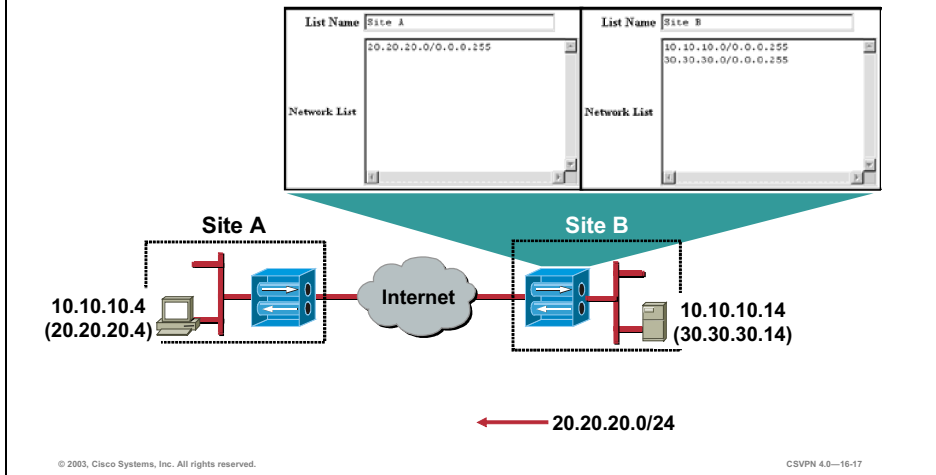 List Name Site A
20.20.20.0/0.0.0.255
Network List
List Name Site B
10.10.10.0/0.0.0.255
30.30.30.0/0.0.0.255
Network List
Site A
Site B
10.10.10.4
(20.20.20.4)
Internet
10.10.10.14
(30.30.30.14)
20.20.20.0/24
© 2003, Cisco Systems, Inc. All rights reserved.
CSVPN 4.0—16-17